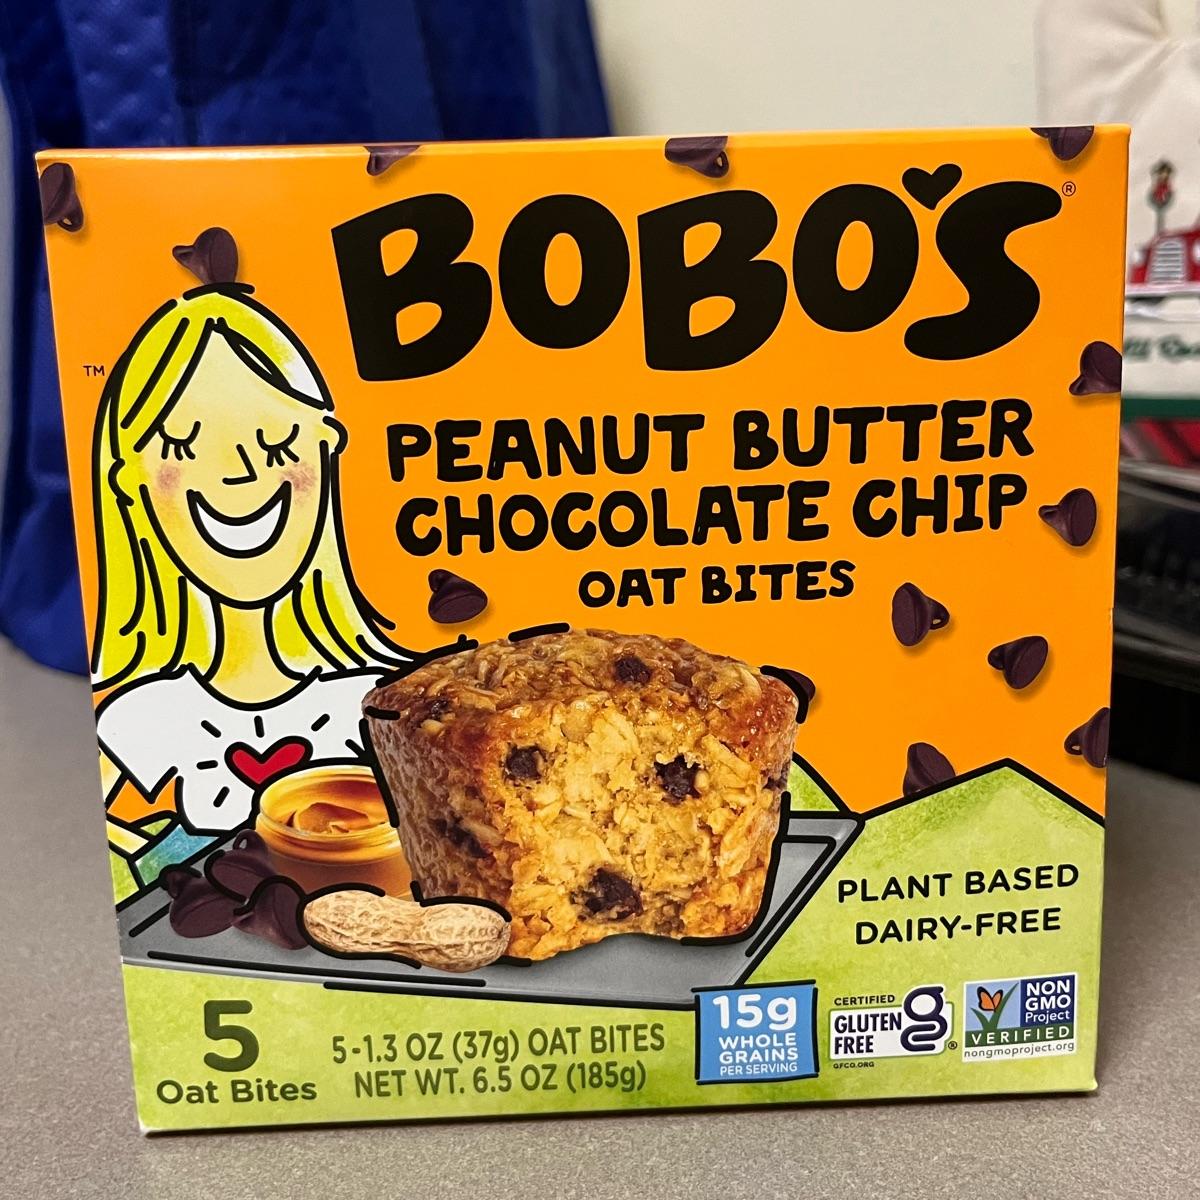 BOBO'S®
TM
PEANUT BUTTER
CHOCOLATE CHIP
OAT BITES
PLANT BASED
DAIRY-FREE
5
Oat Bites
5-1.3 OZ (37g) OAT BITES
NET WT. 6.5 OZ (185g)
15g
WHOLE
GRAINS
PER SERVING
CERTIFIED
GLUTEN
FREE
®
GFCO.ORG
NON
GMO
Project
VERIFIED
nongmoproject.org